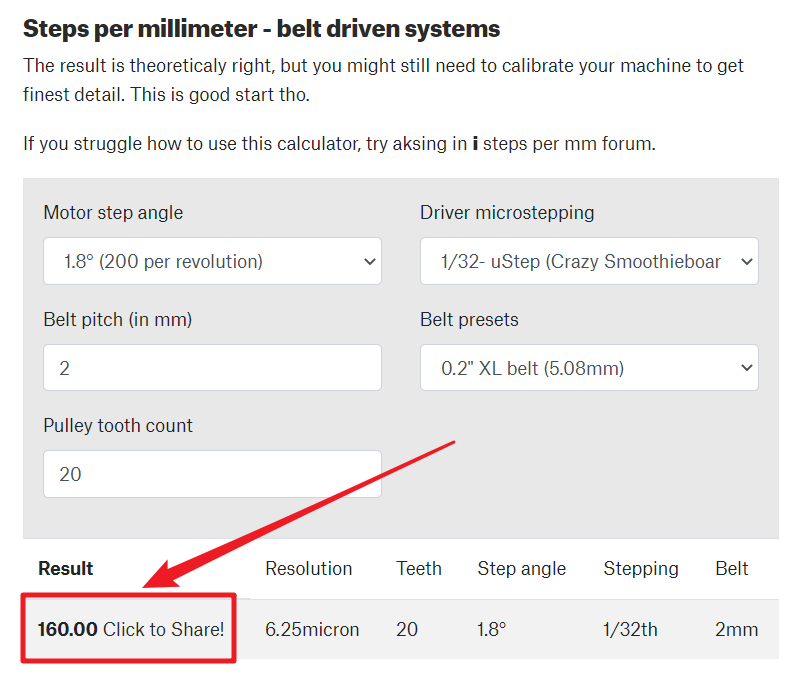 Steps per millimeter - belt driven systems
The result is theoreticaly right, but you might still need to calibrate your machine to get
finest detail. This is good start tho.
If you struggle how to use this calculator, try aksing in i steps per mm forum.
Motor step angle
Driver microstepping
1.8° (200 per revolution)
1/32- uStep (Crazy Smoothieboar
Belt pitch (in mm)
Belt presets
2
0.2" XL belt (5.08mm)
Pulley tooth count
20
Result Resolution Teeth Step angle Stepping Belt
160.00 Click to Share! 6.25micron 20 1.8° 1/32th 2mm